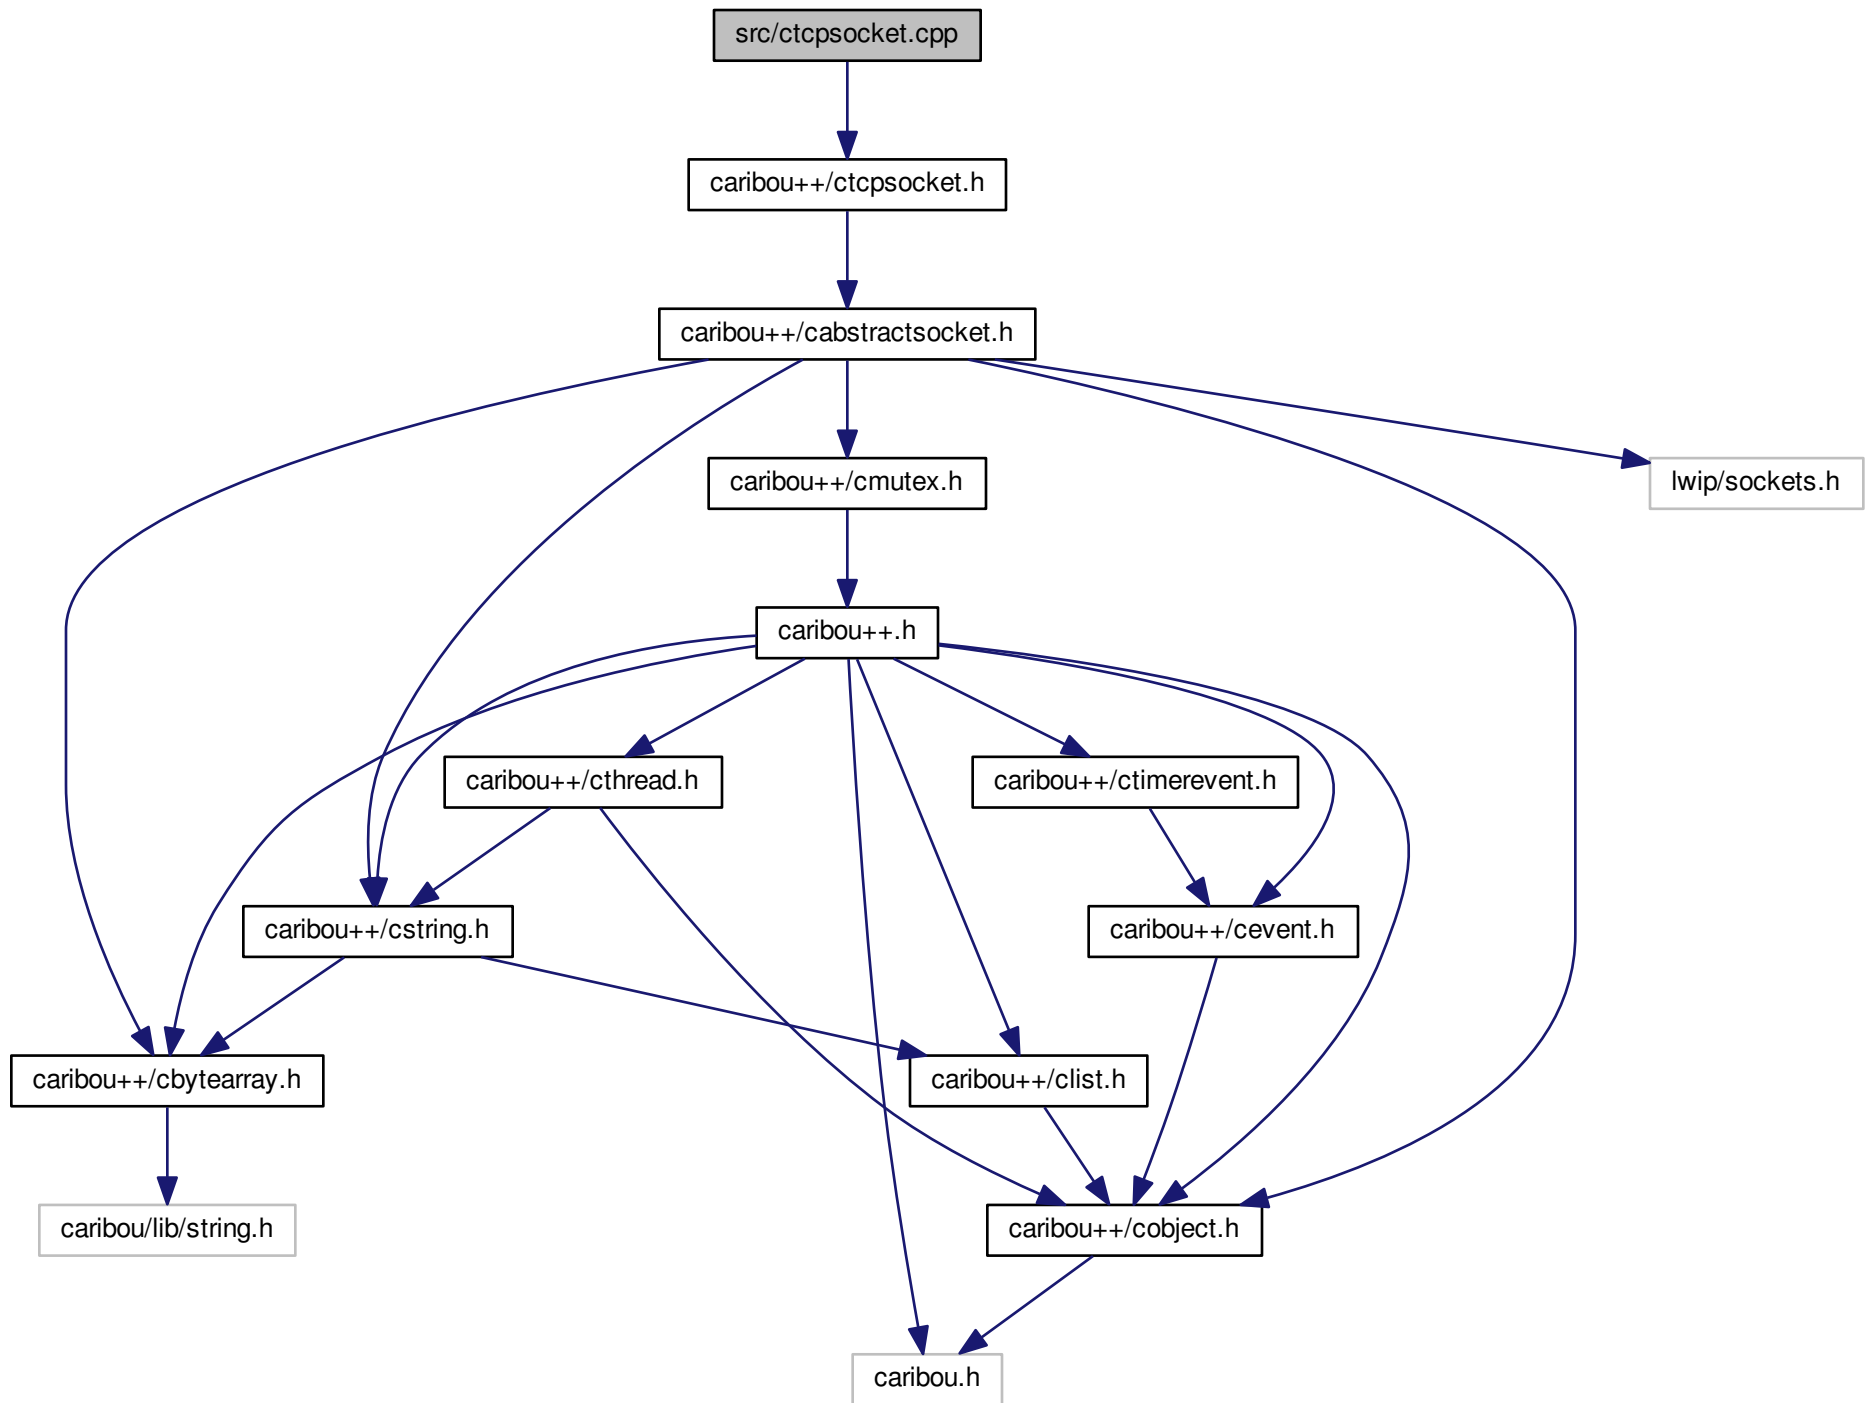 src/ctcpsocket.cpp
caribou++/ctcpsocket.h
caribou++/cabstractsocket.h
caribou++/cmutex.h
lwip/sockets.h
caribou++.h
caribou++/cthread.h
caribou++/ctimerevent.h
caribou++/cstring.h
caribou++/cevent.h
caribou++/cbytearray.h
caribou++/clist.h
caribou/lib/string.h
caribou++/cobject.h
caribou.h